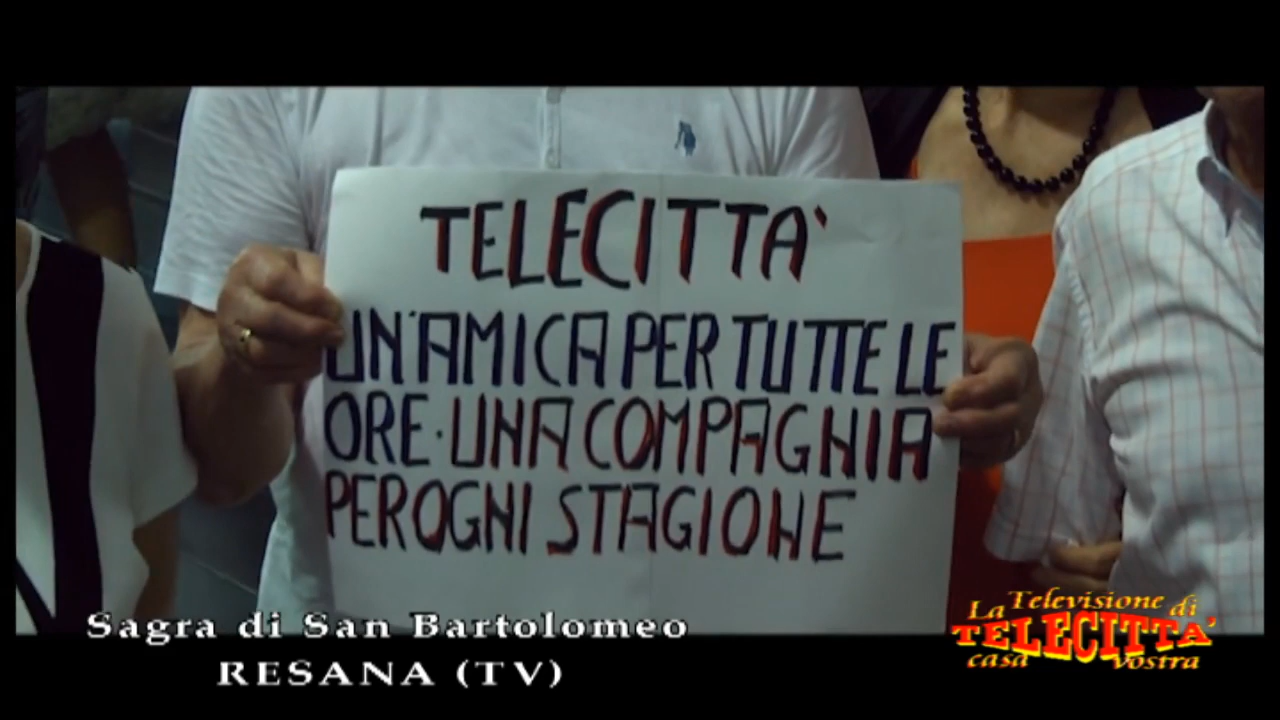 TELECITTA'
UN'AMICA PER TUTTE LE
ORE·UNA COMPAGNIA
PER OGNI STAGIONE
Sagra di San Bartolomeo
RESANA (TV)
La Televisione di
TELECITTA'
casa vostra